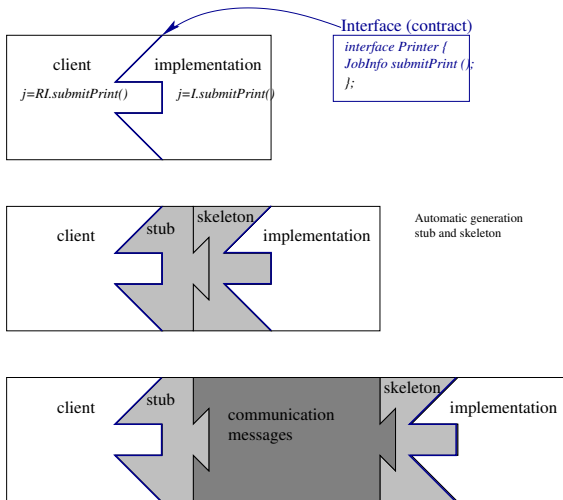 Interface (contract)
interface Printer {
JobInfo submitPrint ();
};
client
implementation
j=RI.submitPrint()
j=I.submitPrint()
skeleton
stub
client
implementation
Automatic generation
stub and skeleton
skeleton
stub
client
communication
messages
implementation